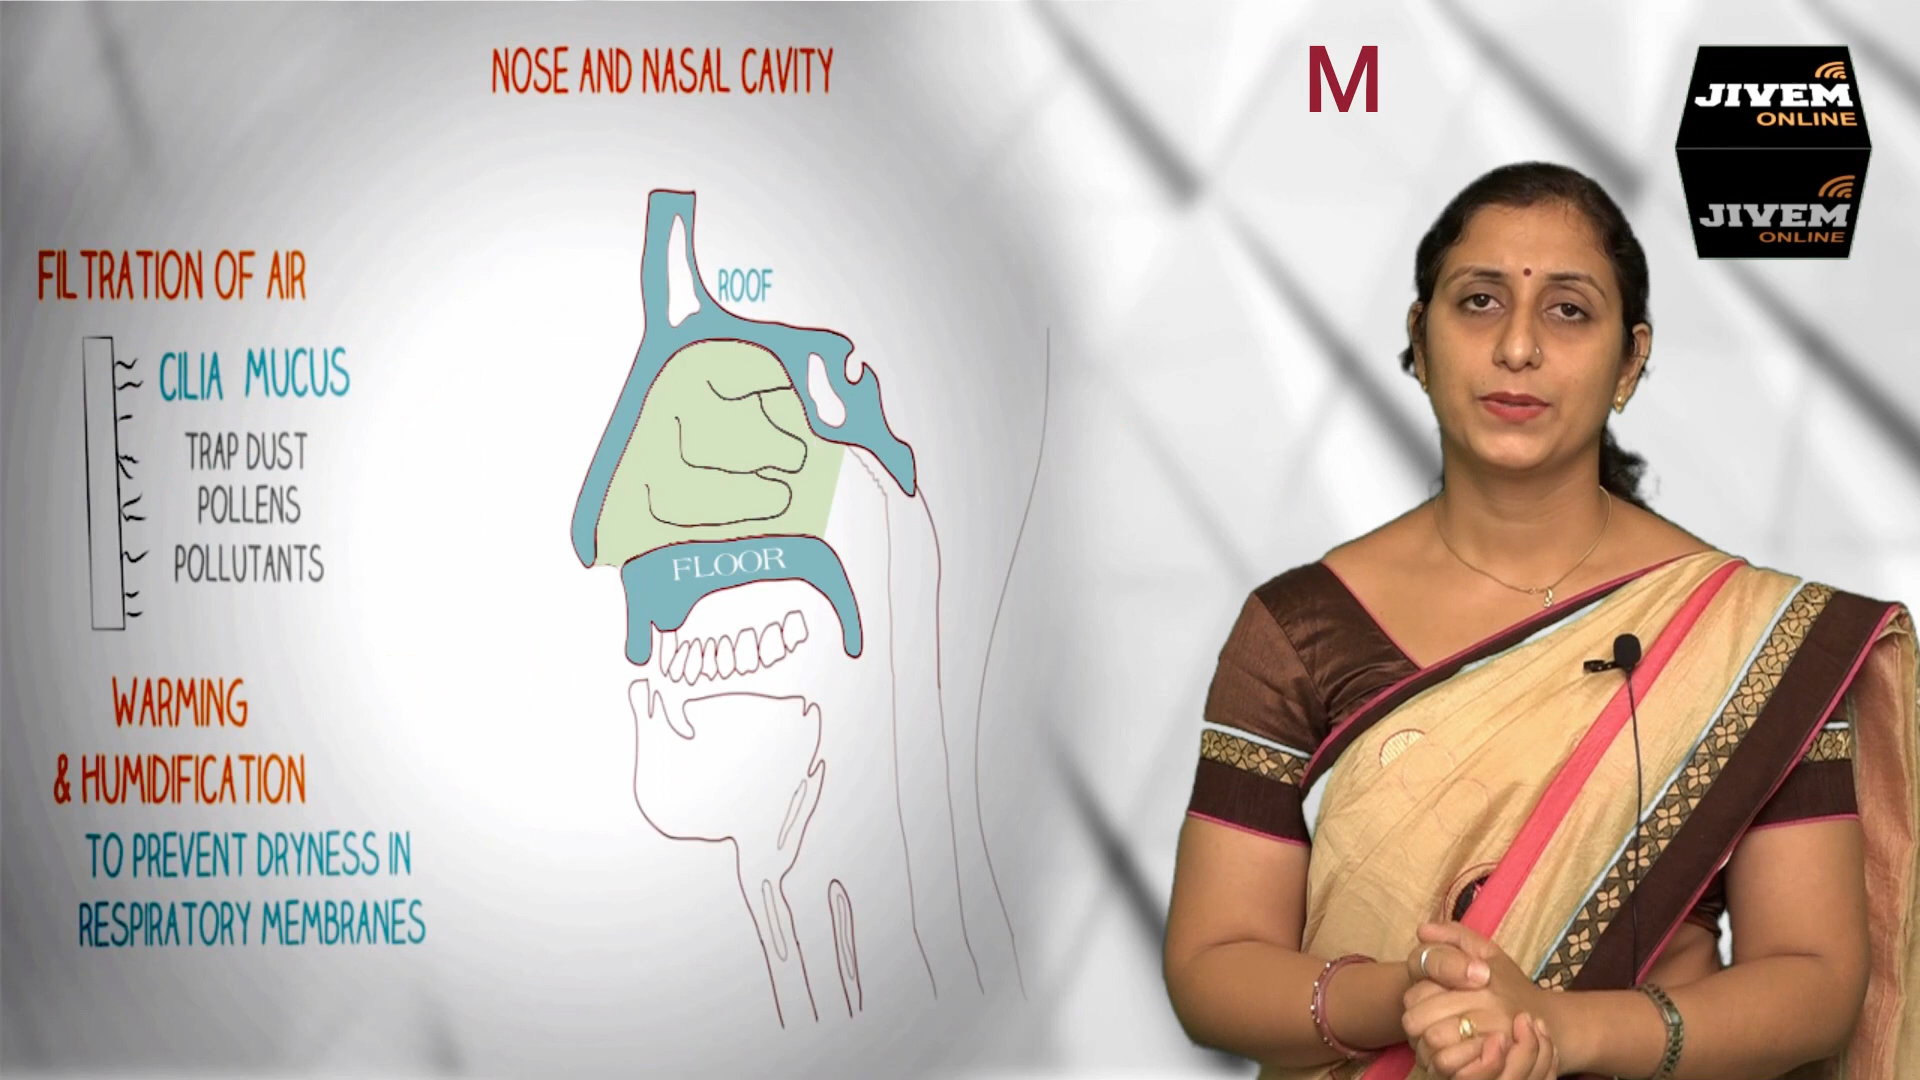 NOSE AND NASAL CAVITY
M
JIVEM
ONLINE
JIVEM
ONLINE
ROOF
FILTRATION OF AIR
CILIA MUCUS
TRAP DUST
POLLENS
POLLUTANTS
FLOOR
WARMING
& HUMIDIFICATION
TO PREVENT DRYNESS IN
RESPIRATORY MEMBRANES